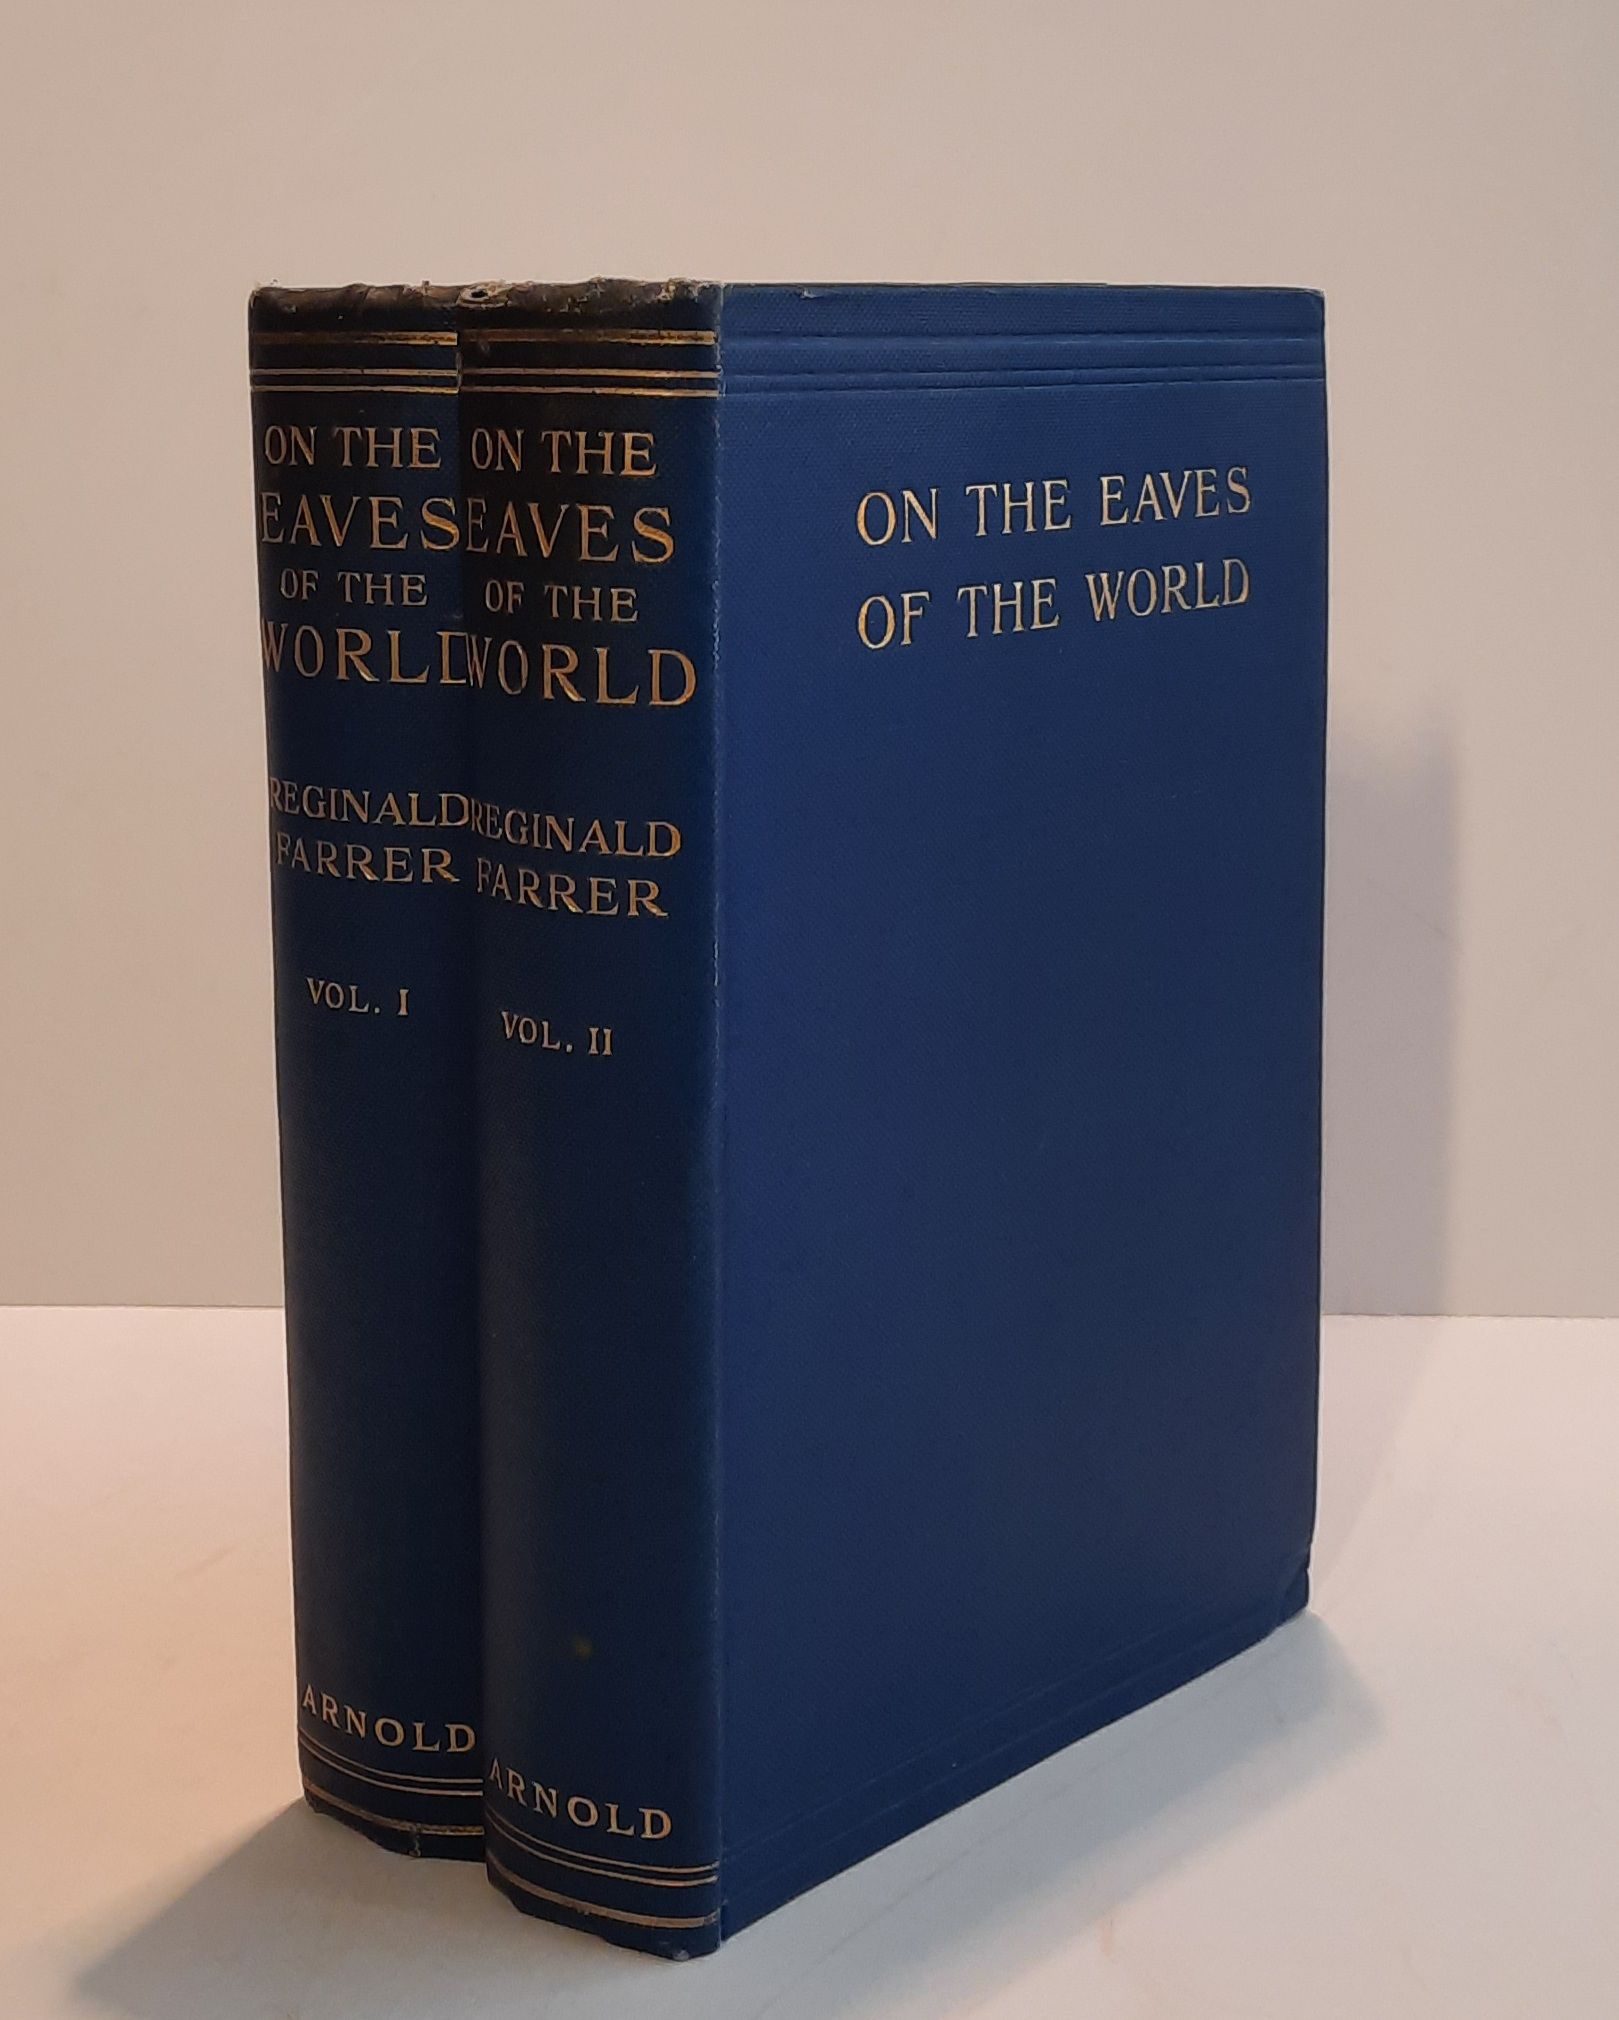 ON THE
EAVES
OF THE
WORLD
REGINALD
FARRER
VOL. I
ARNOLD
ON THE
EAVES
OF THE
WORLD
REGINALD
FARRER
VOL. II
ARNOLD
ON THE EAVES
OF THE WORLD